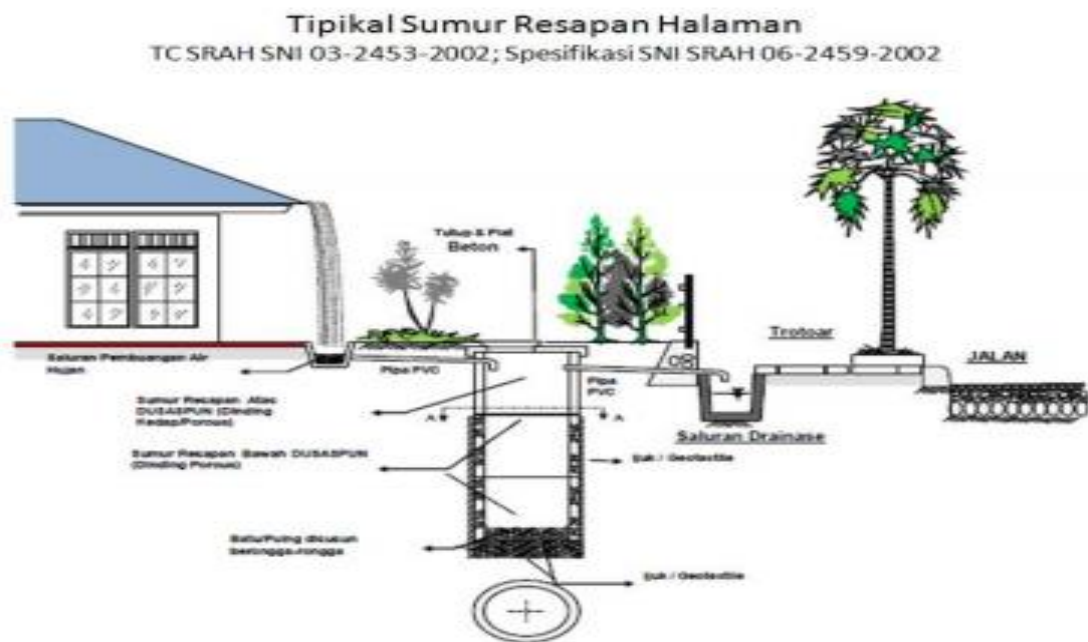 Tipikal Sumur Resapan Halaman
TC SRAH SNI 03-2453-2002; Spesifikasi SNI SRAH 06-2459-2002
Tutup & Plat
Beton
Trotoar
JALAN
Saluran Pembuangan Air
Hujan
Pipa PVC
Pipa
PVC
Sumur Resapan Atas
DUSASPUN (Dinding
Kedap/Porous)
A
A
Saluran Drainase
Sumur Resapan Bawah DUSASPUN
(Dinding Porous)
Ijuk / Geotextile
Batu/Puing disusun
berongga-rongga
Ijuk / Geotextile